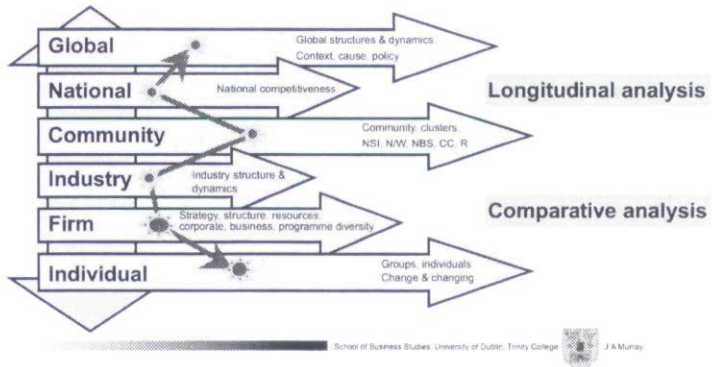 Global
Global structures & dynamics
Context, cause, policy
National
National competitiveness
Longitudinal analysis
Community
Community, clusters,
NSI, N/W, NBS, CC, R
Industry
Industry structure &
dynamics
Firm
Strategy, structure, resources:
corporate, business, programme diversity
Comparative analysis
Individual
Groups, individuals
Change & changing
School of Business Studies, University of Dublin, Trinity College
J A Murray